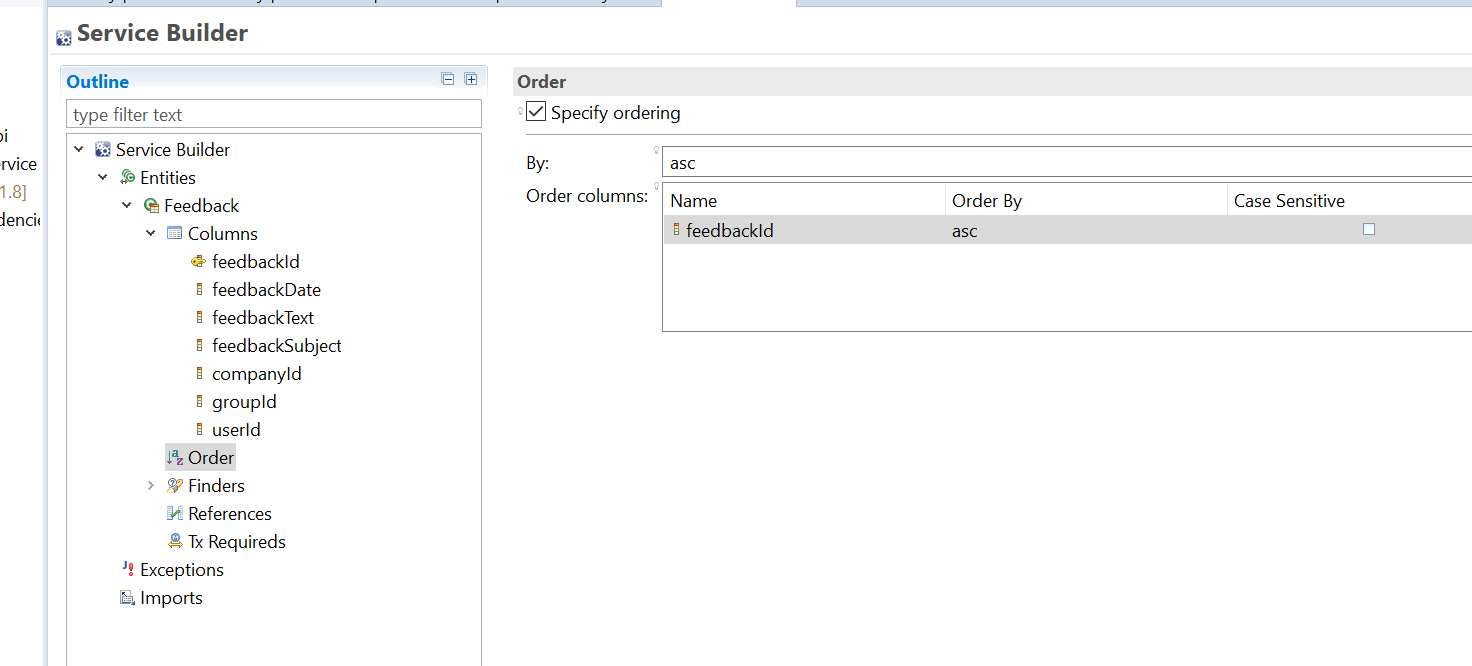 Service Builder
Outline
type filter text
Service Builder
Entities
Feedback
Columns
feedbackId
feedbackDate
feedbackText
feedbackSubject
companyId
groupId
userId
Order
Finders
References
Tx Requireds
Exceptions
Imports
Order
Specify ordering
By: asc
Order columns:
Name Order By Case Sensitive
feedbackId asc
1.8]